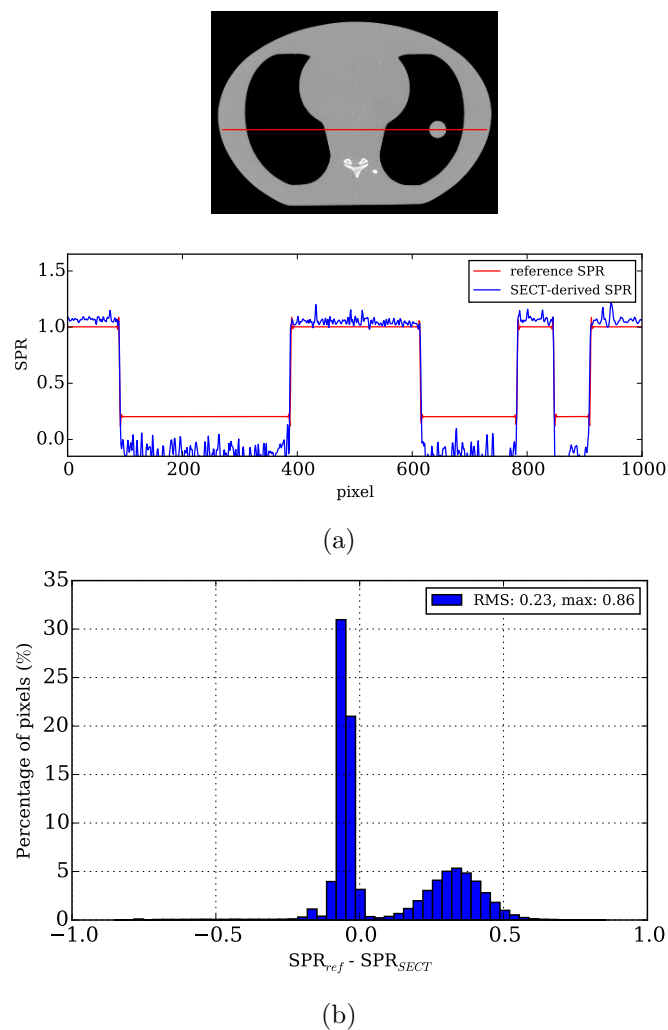 1.5
1.0
0.5
0.0
SPR
reference SPR
SECT-derived SPR
0 200 400 600 800 1000
pixel
(a)
35
30
25
20
15
10
5
0
Percentage of pixels (%)
RMS: 0.23, max: 0.86
−1.0 −0.5 0.0 0.5 1.0
SPR_ref - SPR_SECT
(b)